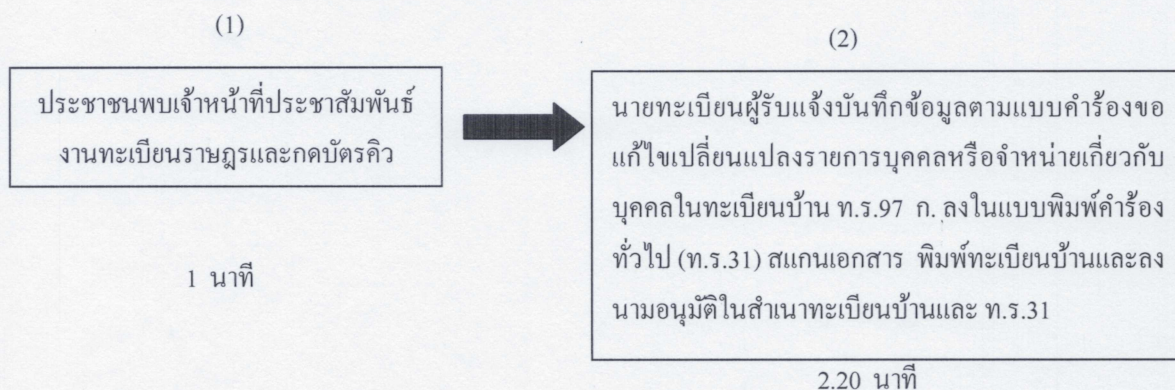 (1)
ประชาชนพบเจ้าหน้าที่ประชาสัมพันธ์
งานทะเบียนราษฎรและกดบัตรคิว
1 นาที
(2)
นายทะเบียนผู้รับแจ้งบันทึกข้อมูลตามแบบคำร้องขอ
แก้ไขเปลี่ยนแปลงรายการบุคคลหรือจำหน่ายเกี่ยวกับ
บุคคลในทะเบียนบ้าน ท.ร.97 ก. ลงในแบบพิมพ์คำร้อง
ทั่วไป (ท.ร.31) สแกนเอกสาร พิมพ์ทะเบียนบ้านและลง
นามอนุมัติในสำเนาทะเบียนบ้านและ ท.ร.31
2.20 นาที